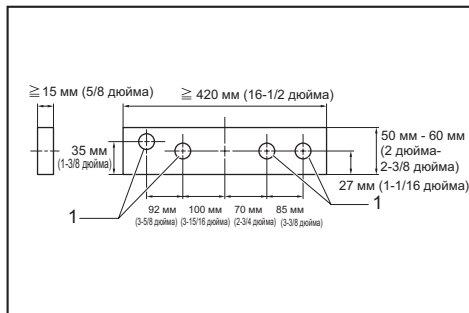 ≧ 15 мм (5/8 дюйма)
≧ 420 мм (16-1/2 дюйма)
35 мм
(1-3/8 дюйма)
50 мм - 60 мм
(2 дюйма-
2-3/8 дюйма)
27 мм (1-1/16 дюйма)
1
92 мм
(3-5/8 дюйма)
100 мм
(3-15/16 дюйма)
70 мм
(2-3/4 дюйма)
85 мм
(3-3/8 дюйма)
1